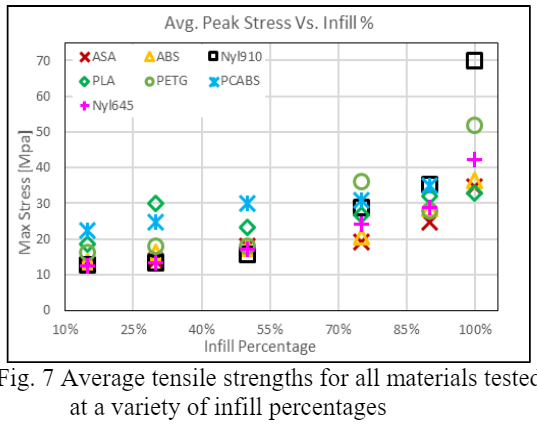 Avg. Peak Stress Vs. Infill %
70
60
50
40
30
20
10
0
Max Stress [Mpa]
ASA ABS Nyl910
PLA PETG PCABS
Nyl645
10% 25% 40% 55% 70% 85% 100%
Infill Percentage
Fig. 7 Average tensile strengths for all materials tested
at a variety of infill percentages